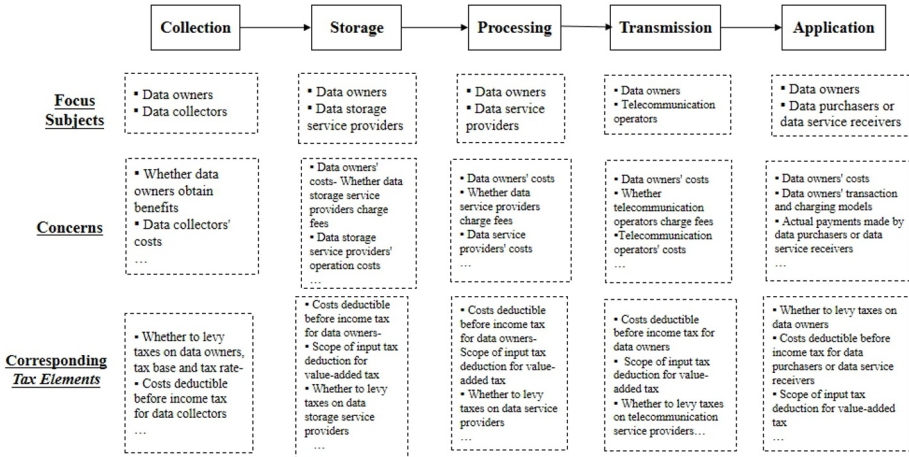 Collection
Storage
Processing
Transmission
Application
Focus
Subjects
▪ Data owners
▪ Data collectors
▪ Data owners
▪ Data storage
service providers
▪ Data owners
▪ Data service
providers
▪ Data owners
▪ Telecommunication
operators
▪ Data owners
▪ Data purchasers or
data service receivers
Concerns
▪ Whether data
owners obtain
benefits
▪ Data collectors'
costs
…
▪ Data owners'
costs- Whether data
storage service
providers charge
fees
▪ Data storage
service providers'
operation costs
…
▪ Data owners' costs
▪ Whether data
service providers
charge fees
▪ Data service
providers' costs
…
▪ Data owners' costs
▪ Whether
telecommunication
operators charge fees
▪Telecommunication
operators' costs
…
▪ Data owners' costs
▪ Data owners' transaction
and charging models
▪ Actual payments made by
data purchasers or data
service receivers
…
Corresponding
Tax Elements
▪ Whether to levy
taxes on data owners,
tax base and tax rate-
▪ Costs deductible
before income tax
for data collectors
…
▪ Costs deductible
before income tax
for data owners-
▪ Scope of input tax
deduction for
value-added tax
▪ Whether to levy
taxes on data
storage service
providers
…
▪ Costs deductible
before income tax
for data owners-
Scope of input tax
deduction for value-
added tax
▪ Whether to levy
taxes on data service
providers
…
▪ Costs deductible
before income tax for
data owners
▪ Scope of input tax
deduction for value-
added tax
▪ Whether to levy taxes
on telecommunication
service providers…
▪ Whether to levy taxes on
data owners
▪ Costs deductible before
income tax for data
purchasers or data service
receivers
▪ Scope of input tax
deduction for value-added
tax
…